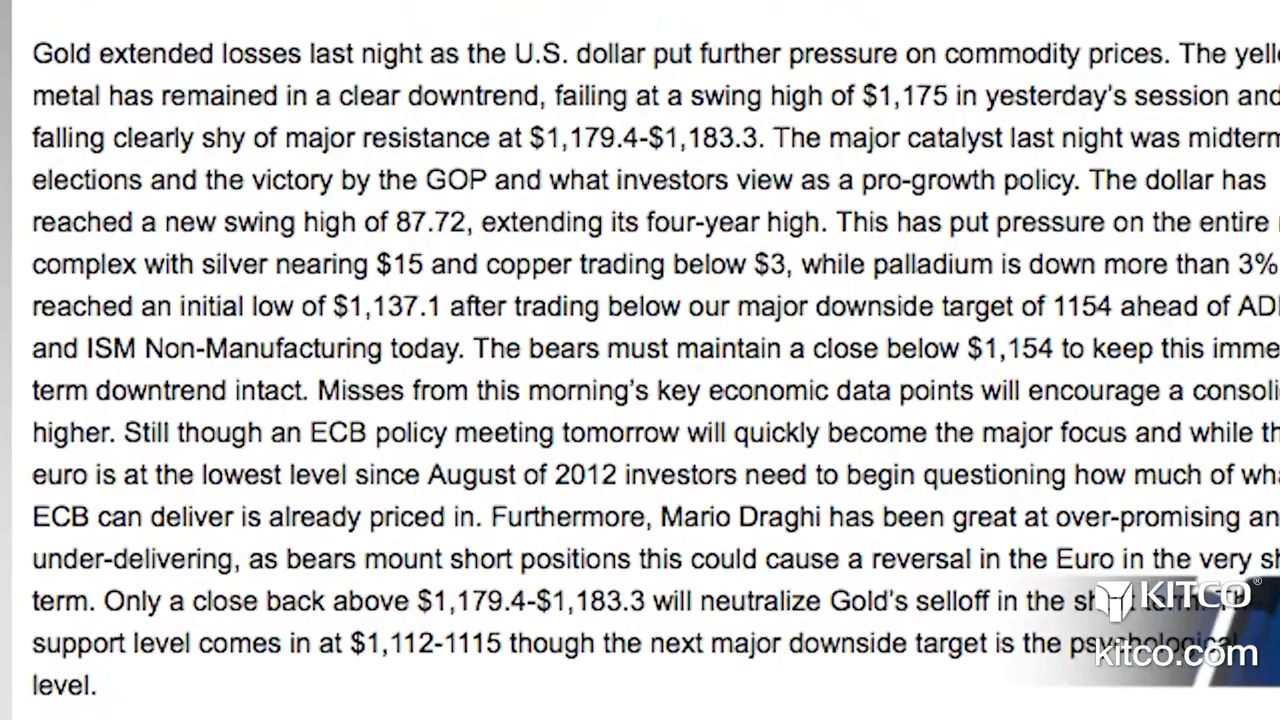 Gold extended losses last night as the U.S. dollar put further pressure on commodity prices. The
metal has remained in a clear downtrend, failing at a swing high of $1,175 in yesterday's session and
falling clearly shy of major resistance at $1,179.4-$1,183.3. The major catalyst last night was midterm
elections and the victory by the GOP and what investors view as a pro-growth policy. The dollar has
reached a new swing high of 87.72, extending its four-year high. This has put pressure on the entire
complex with silver nearing $15 and copper trading below $3, while palladium is down more than 3%
reached an initial low of $1,137.1 after trading below our major downside target of 1154 ahead of
and ISM Non-Manufacturing today. The bears must maintain a close below $1,154 to keep this
term downtrend intact. Misses from this morning's key economic data points will encourage a
higher. Still though an ECB policy meeting tomorrow will quickly become the major focus and while
euro is at the lowest level since August of 2012 investors need to begin questioning how much of
ECB can deliver is already priced in. Furthermore, Mario Draghi has been great at over-promising
under-delivering, as bears mount short positions this could cause a reversal in the Euro in the very
term. Only a close back above $1,179.4-$1,183.3 will neutralize Gold's selloff in the
support level comes in at $1,112-1115 though the next major downside target is the psychological
level.
KITCO®
kitco.com